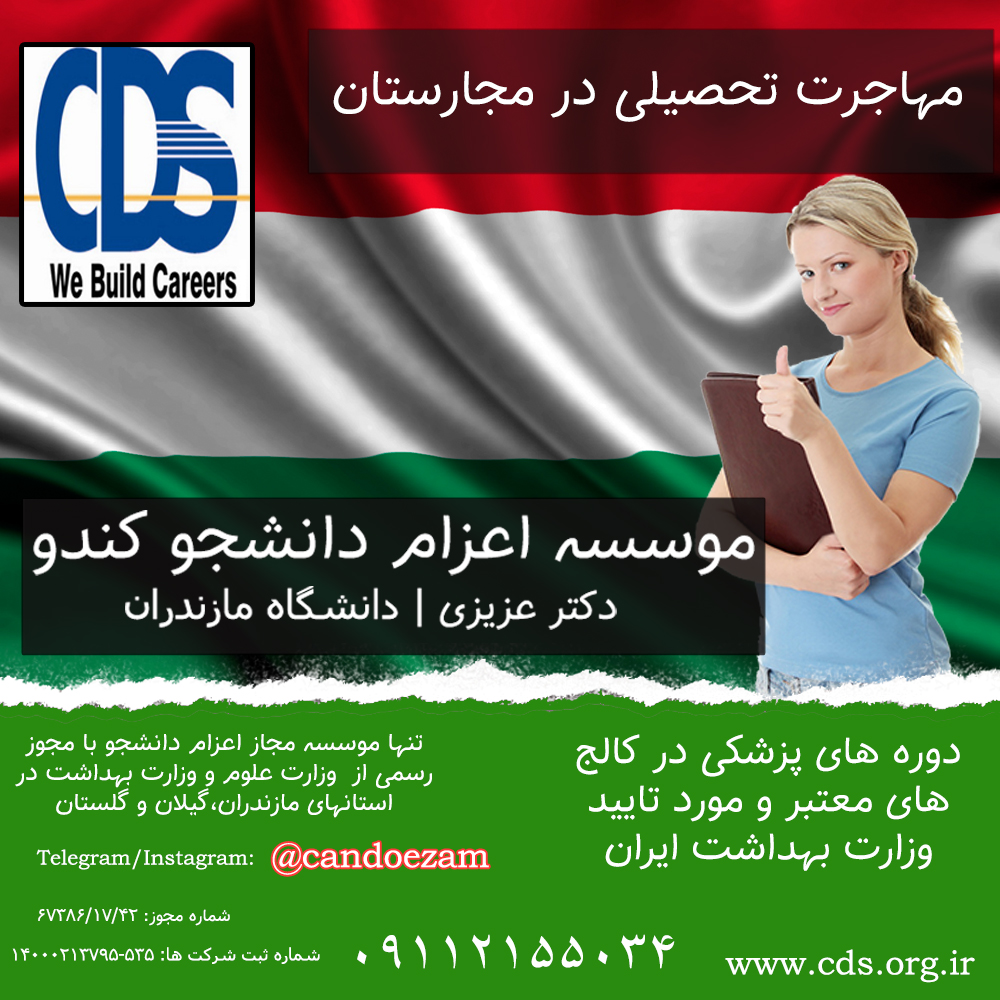 CDS
We Build Careers
مهاجرت تحصیلی در مجارستان
موسسه اعزام دانشجو کندو
دکتر عزیزی | دانشگاه مازندران
دوره های پزشکی در کالج
های معتبر و مورد تایید
وزارت بهداشت ایران
تنها موسسه مجاز اعزام دانشجو با مجوز
رسمی از وزارت علوم و وزارت بهداشت در
استانهای مازندران،گیلان و گلستان
Telegram/Instagram: @candoezam
شماره مجوز: ۶۷۳۸۶/۱۷/۴۲
شماره ثبت شرکت ها: ۵۳۵-۱۴۰۰۰۲۱۳۷۹۵
۰۹۱۱۲۱۵۵۰۳۴
www.cds.org.ir